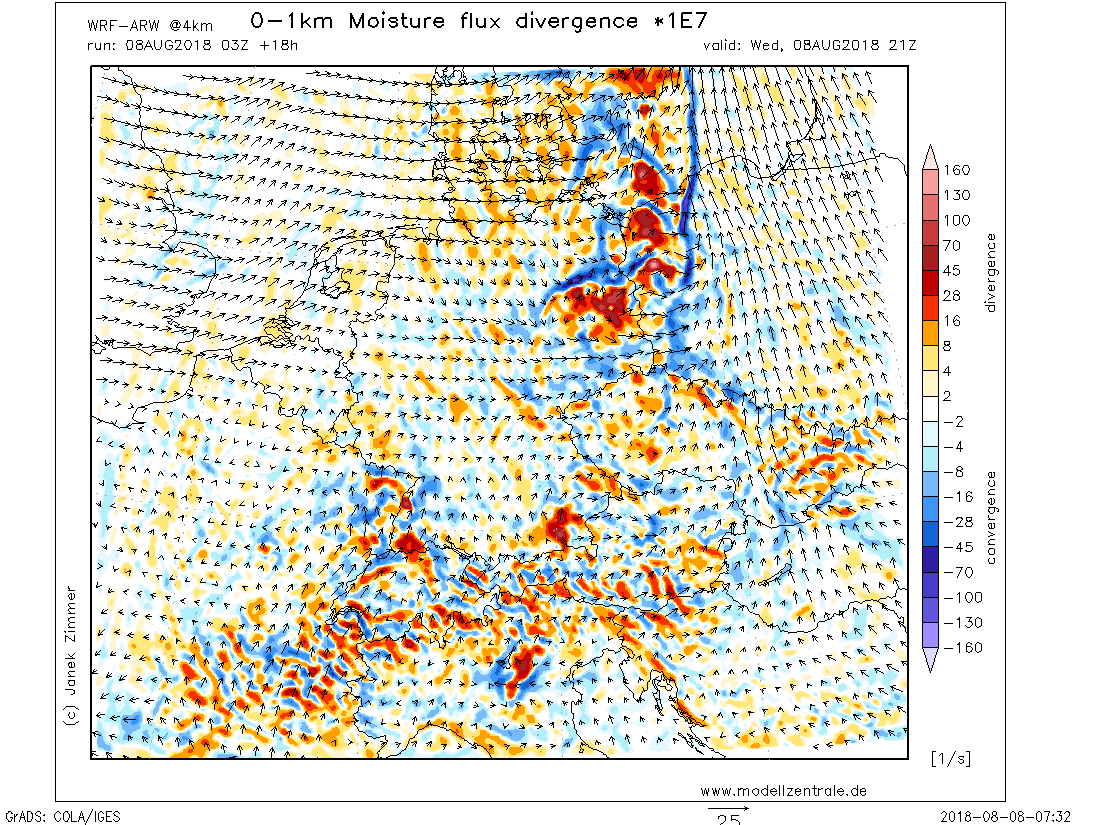 0-1km Moisture flux divergence *1E7
WRF-ARW @4km
run: 08AUG2018 03Z +18h
valid: Wed, 08AUG2018 21Z
160
130
100
70
45
28
16
8
4
2
-2
-4
-8
-16
-28
-45
-70
-100
-130
-160
divergence
convergence
[1/s]
(c) Janek Zimmer
www.modellzentrale.de
25
GrADS: COLA/IGES
2018-08-08-07:32